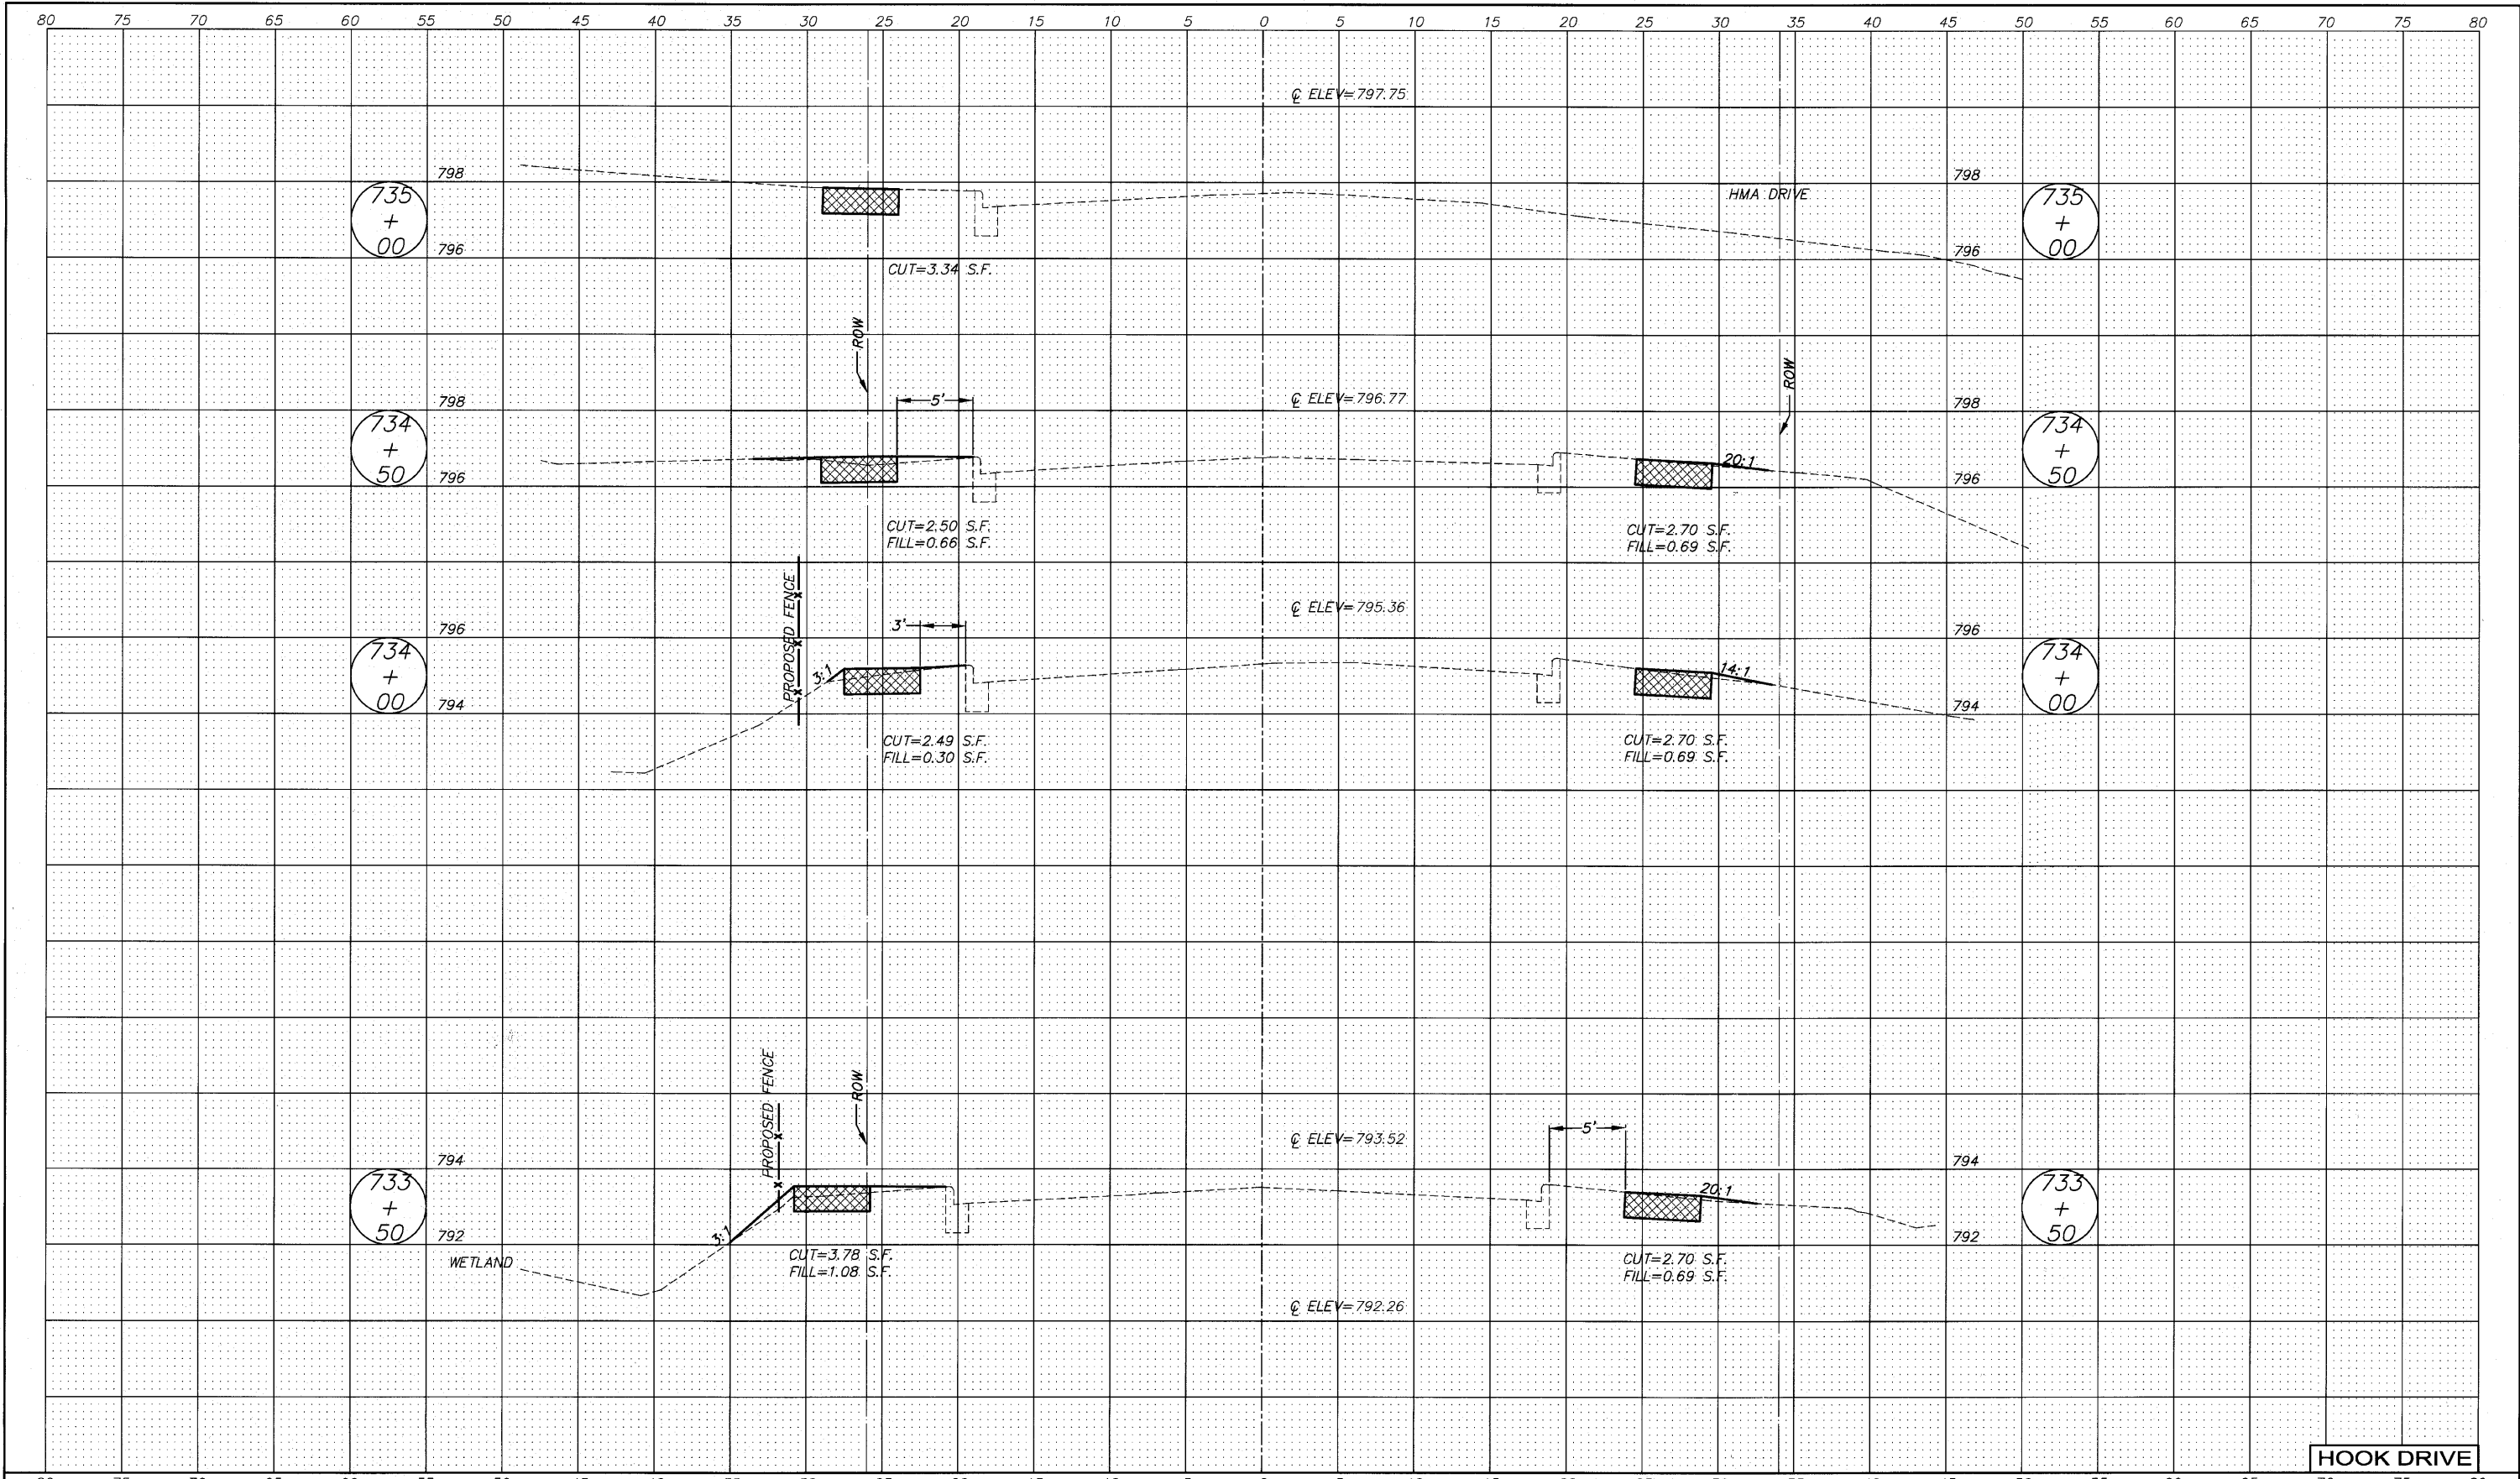 80 75 70 65 60 55 50 45 40 35 30 25 20 15 10 5 0 5 10 15 20 25 30 35 40 45 50 55 60 65 70 75 80
℄ ELEV=797.75
798
798
735
+
00
HMA DRIVE
735
+
00
796
796
CUT=3.34 S.F.
ROW
ROW
798
5'
℄ ELEV=796.77
798
734
+
50
20:1
734
+
50
796
796
CUT=2.50 S.F.
FILL=0.66 S.F.
CUT=2.70 S.F.
FILL=0.69 S.F.
PROPOSED FENCE
℄ ELEV=795.36
796
3'
796
734
+
00
3:1
14:1
734
+
00
794
794
CUT=2.49 S.F.
FILL=0.30 S.F.
CUT=2.70 S.F.
FILL=0.69 S.F.
PROPOSED FENCE
ROW
5'
℄ ELEV=793.52
794
794
733
+
50
20:1
733
+
50
792
3:1
792
WETLAND
CUT=3.78 S.F.
FILL=1.08 S.F.
CUT=2.70 S.F.
FILL=0.69 S.F.
℄ ELEV=792.26
HOOK DRIVE